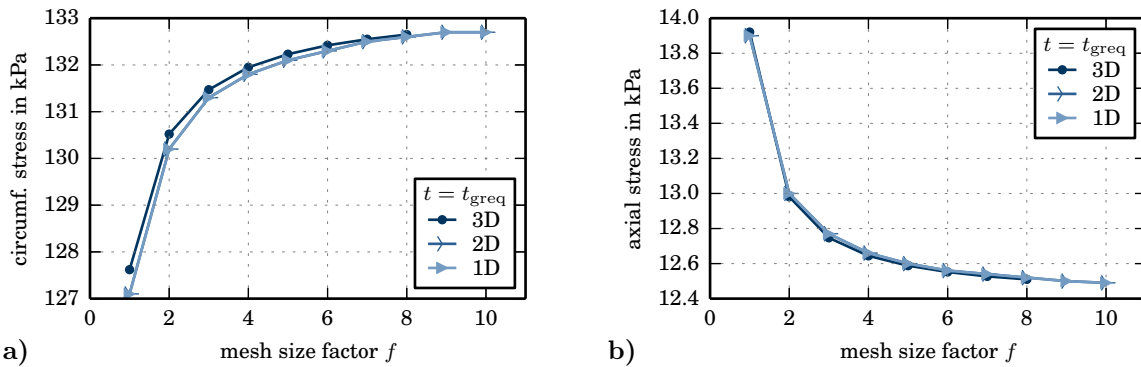 133
132
131
130
129
128
127
0 2 4 6 8 10
circumf. stress in kPa
mesh size factor f
t = t_greq
3D
2D
1D
a)
14.0
13.8
13.6
13.4
13.2
13.0
12.8
12.6
12.4
0 2 4 6 8 10
axial stress in kPa
mesh size factor f
t = t_greq
3D
2D
1D
b)